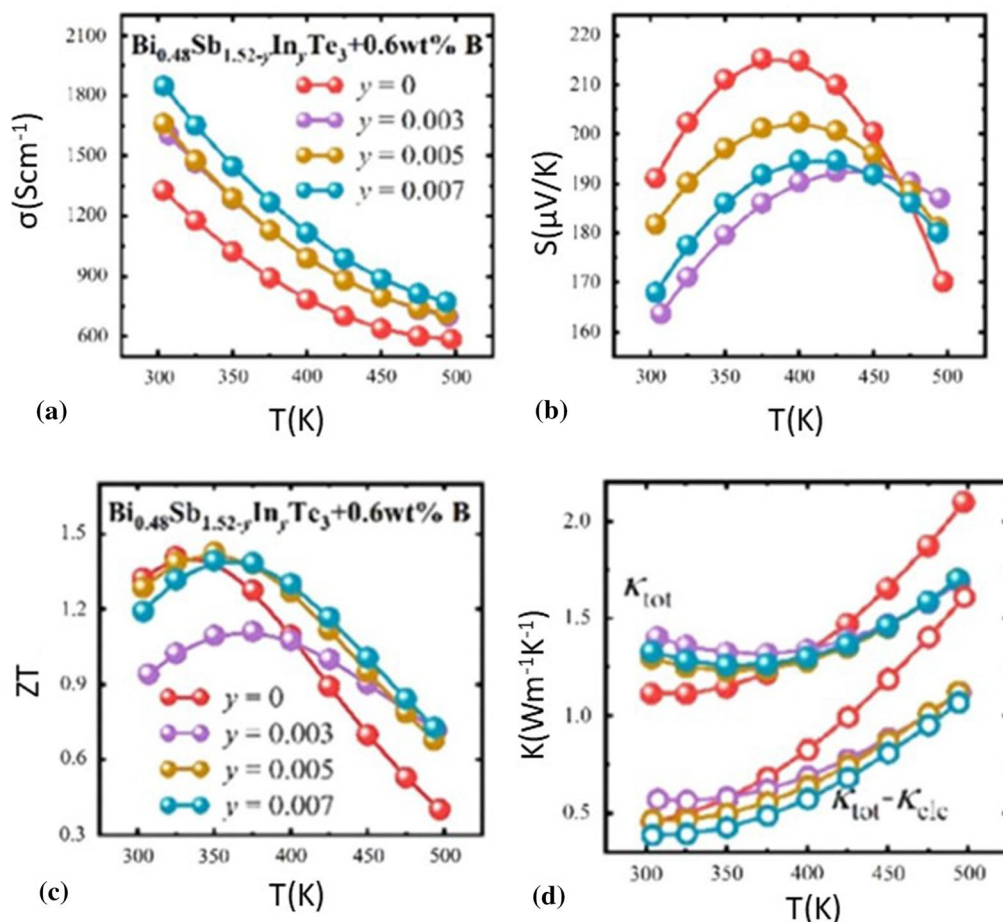 Bi0.48Sb1.52-yInyTe3+0.6wt% B
2100
1800
1500
1200
900
600
σ(Scm-1)
y = 0
y = 0.003
y = 0.005
y = 0.007
300 350 400 450 500
(a)
T(K)
220
210
200
190
180
170
160
S(μV/K)
300 350 400 450 500
(b)
T(K)
Bi0.48Sb1.52-yInyTe3+0.6wt% B
1.5
1.2
0.9
0.6
0.3
ZT
y = 0
y = 0.003
y = 0.005
y = 0.007
300 350 400 450 500
(c)
T(K)
2.0
1.5
1.0
0.5
K(Wm-1K-1)
κtot
κtot-κele
300 350 400 450 500
(d)
T(K)